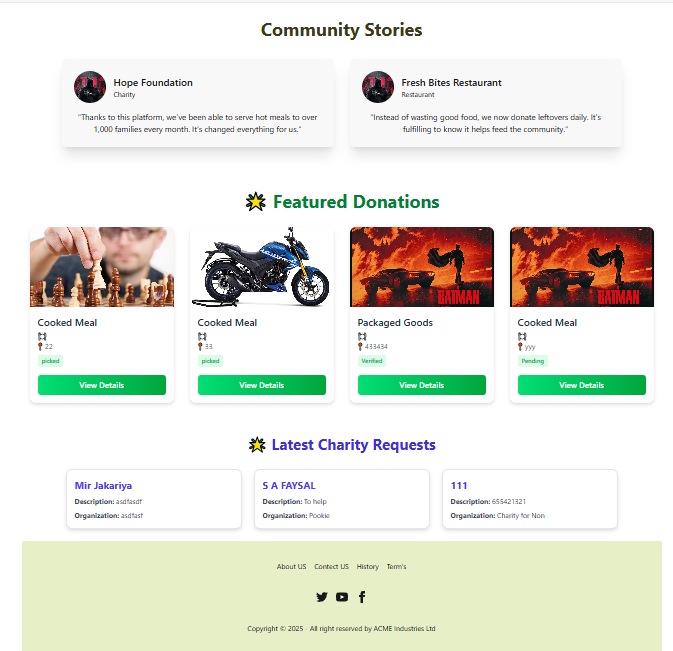 Community Stories
Hope Foundation
Charity
"Thanks to this platform, we've been able to serve hot meals to over
1,000 families every month. It's changed everything for us."
Fresh Bites Restaurant
Restaurant
"Instead of wasting good food, we now donate leftovers daily. It's
fulfilling to know it helps feed the community."
Featured Donations
Cooked Meal
22
picked
View Details
Cooked Meal
33
picked
View Details
BATMAN
Packaged Goods
433434
Verified
View Details
BATMAN
Cooked Meal
yyy
Pending
View Details
Latest Charity Requests
Mir Jakariya
Description: asdfasdf
Organization: asdfasf
S A FAYSAL
Description: To help
Organization: Pookie
111
Description: 655421321
Organization: Charity for Non
About US Contect US History Term's
Copyright © 2025 - All right reserved by ACME Industries Ltd